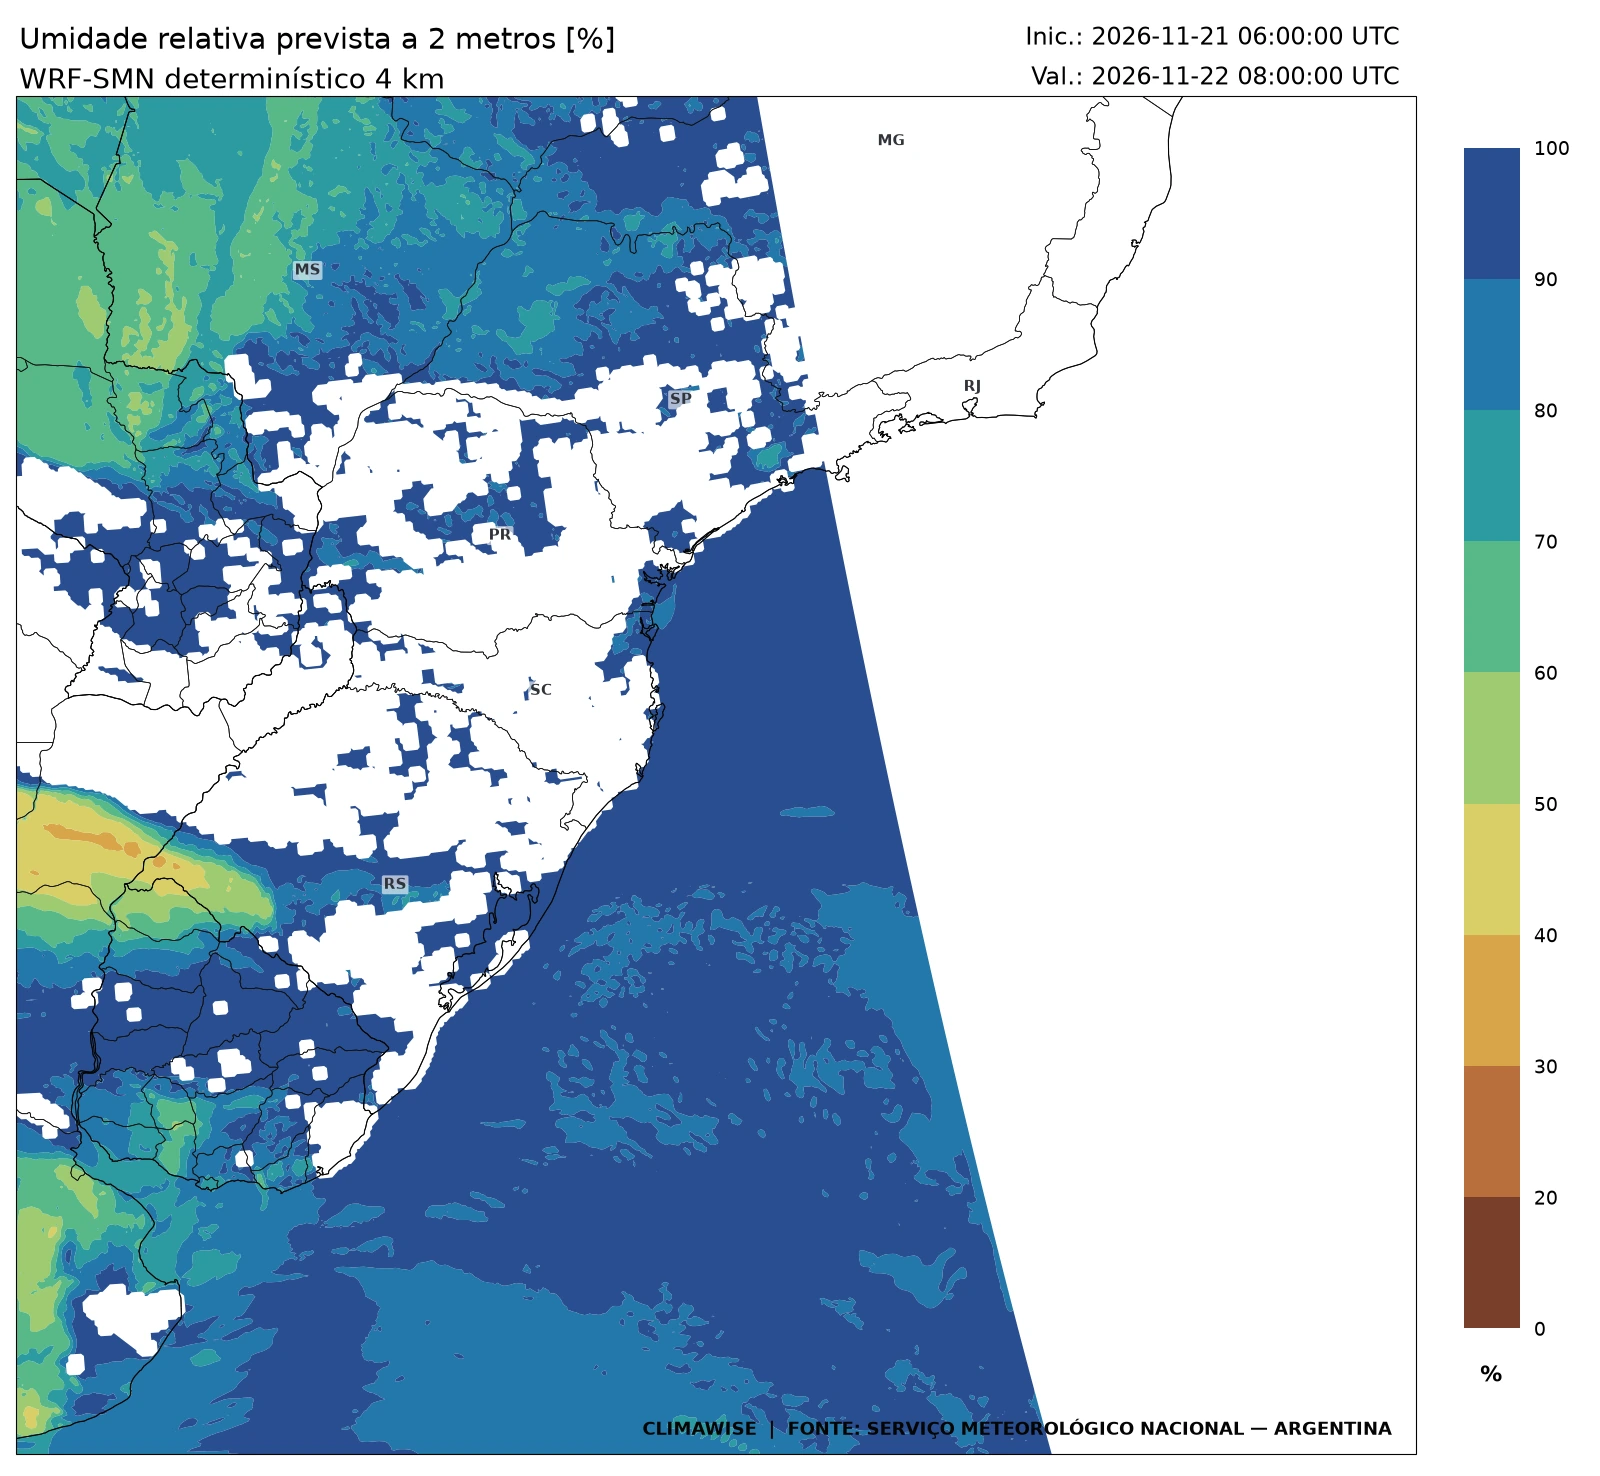 Umidade relativa prevista a 2 metros [%]
Inic.: 2026-11-21 06:00:00 UTC
WRF-SMN determinístico 4 km
Val.: 2026-11-22 08:00:00 UTC
MG
MS
RJ
SP
PR
SC
RS
100
90
80
70
60
50
40
30
20
0
%
CLIMAWISE | FONTE: SERVIÇO METEOROLÓGICO NACIONAL — ARGENTINA